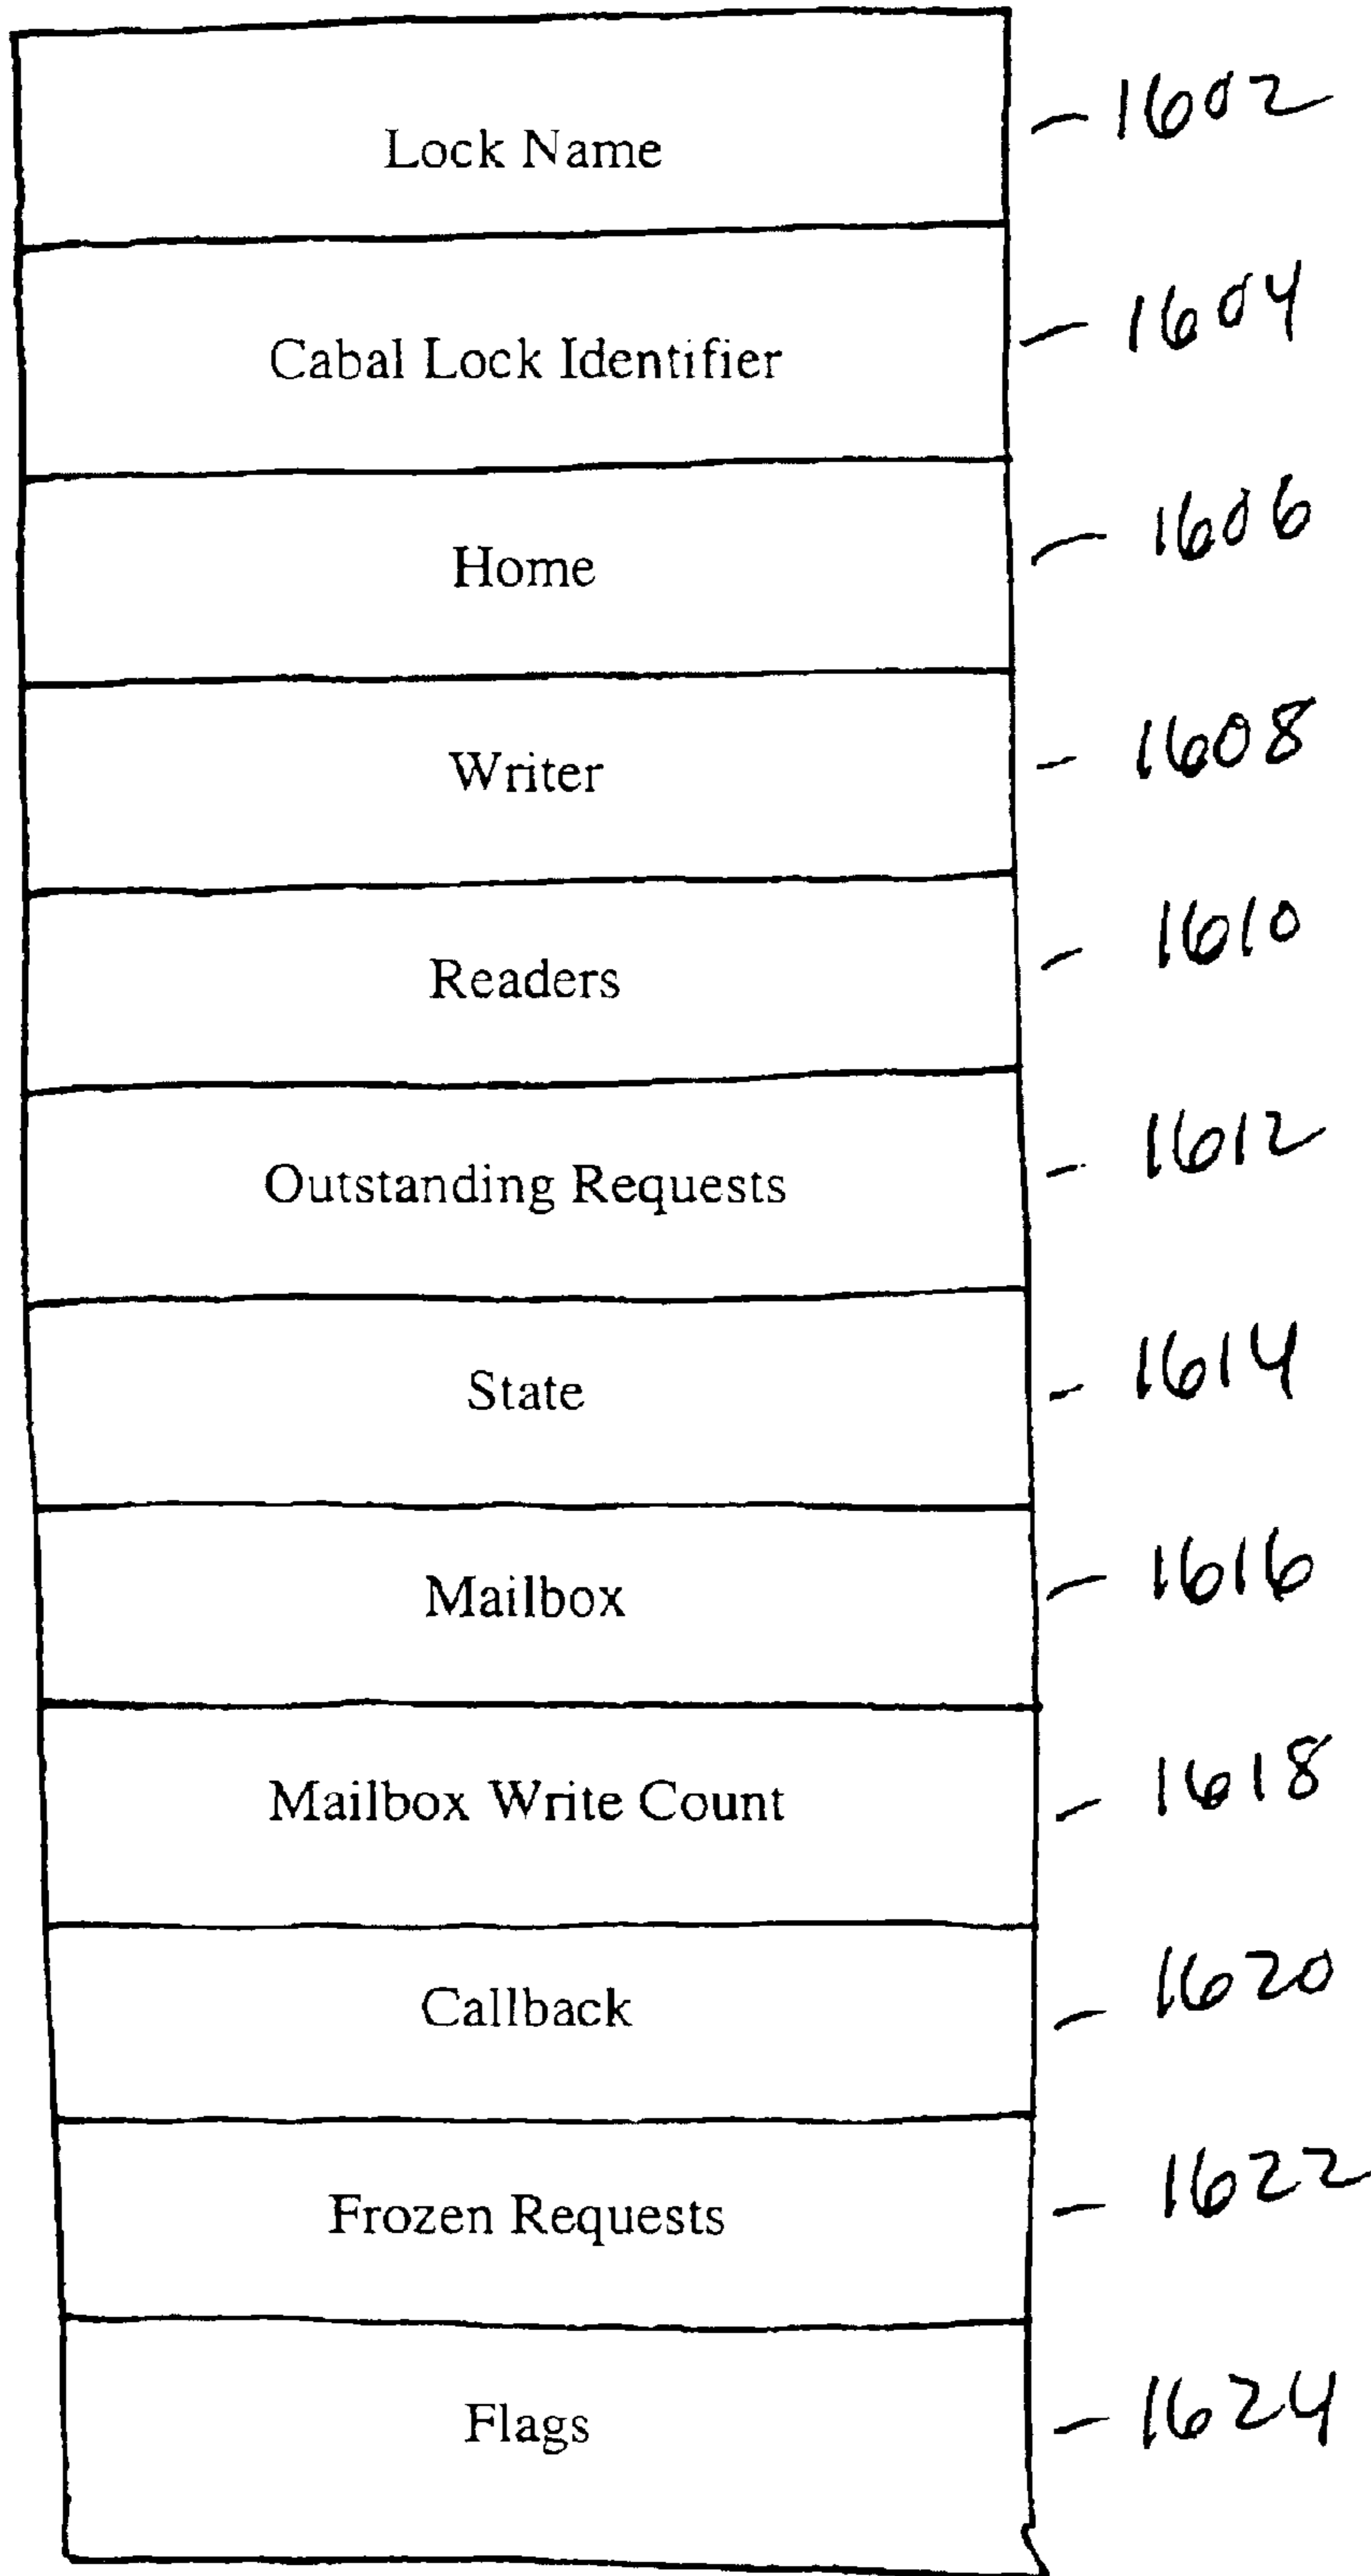 Lock Name 1602
Cabal Lock Identifier 1604
Home 1606
Writer 1608
Readers 1610
Outstanding Requests 1612
State 1614
Mailbox 1616
Mailbox Write Count 1618
Callback 1620
Frozen Requests 1622
Flags 1624